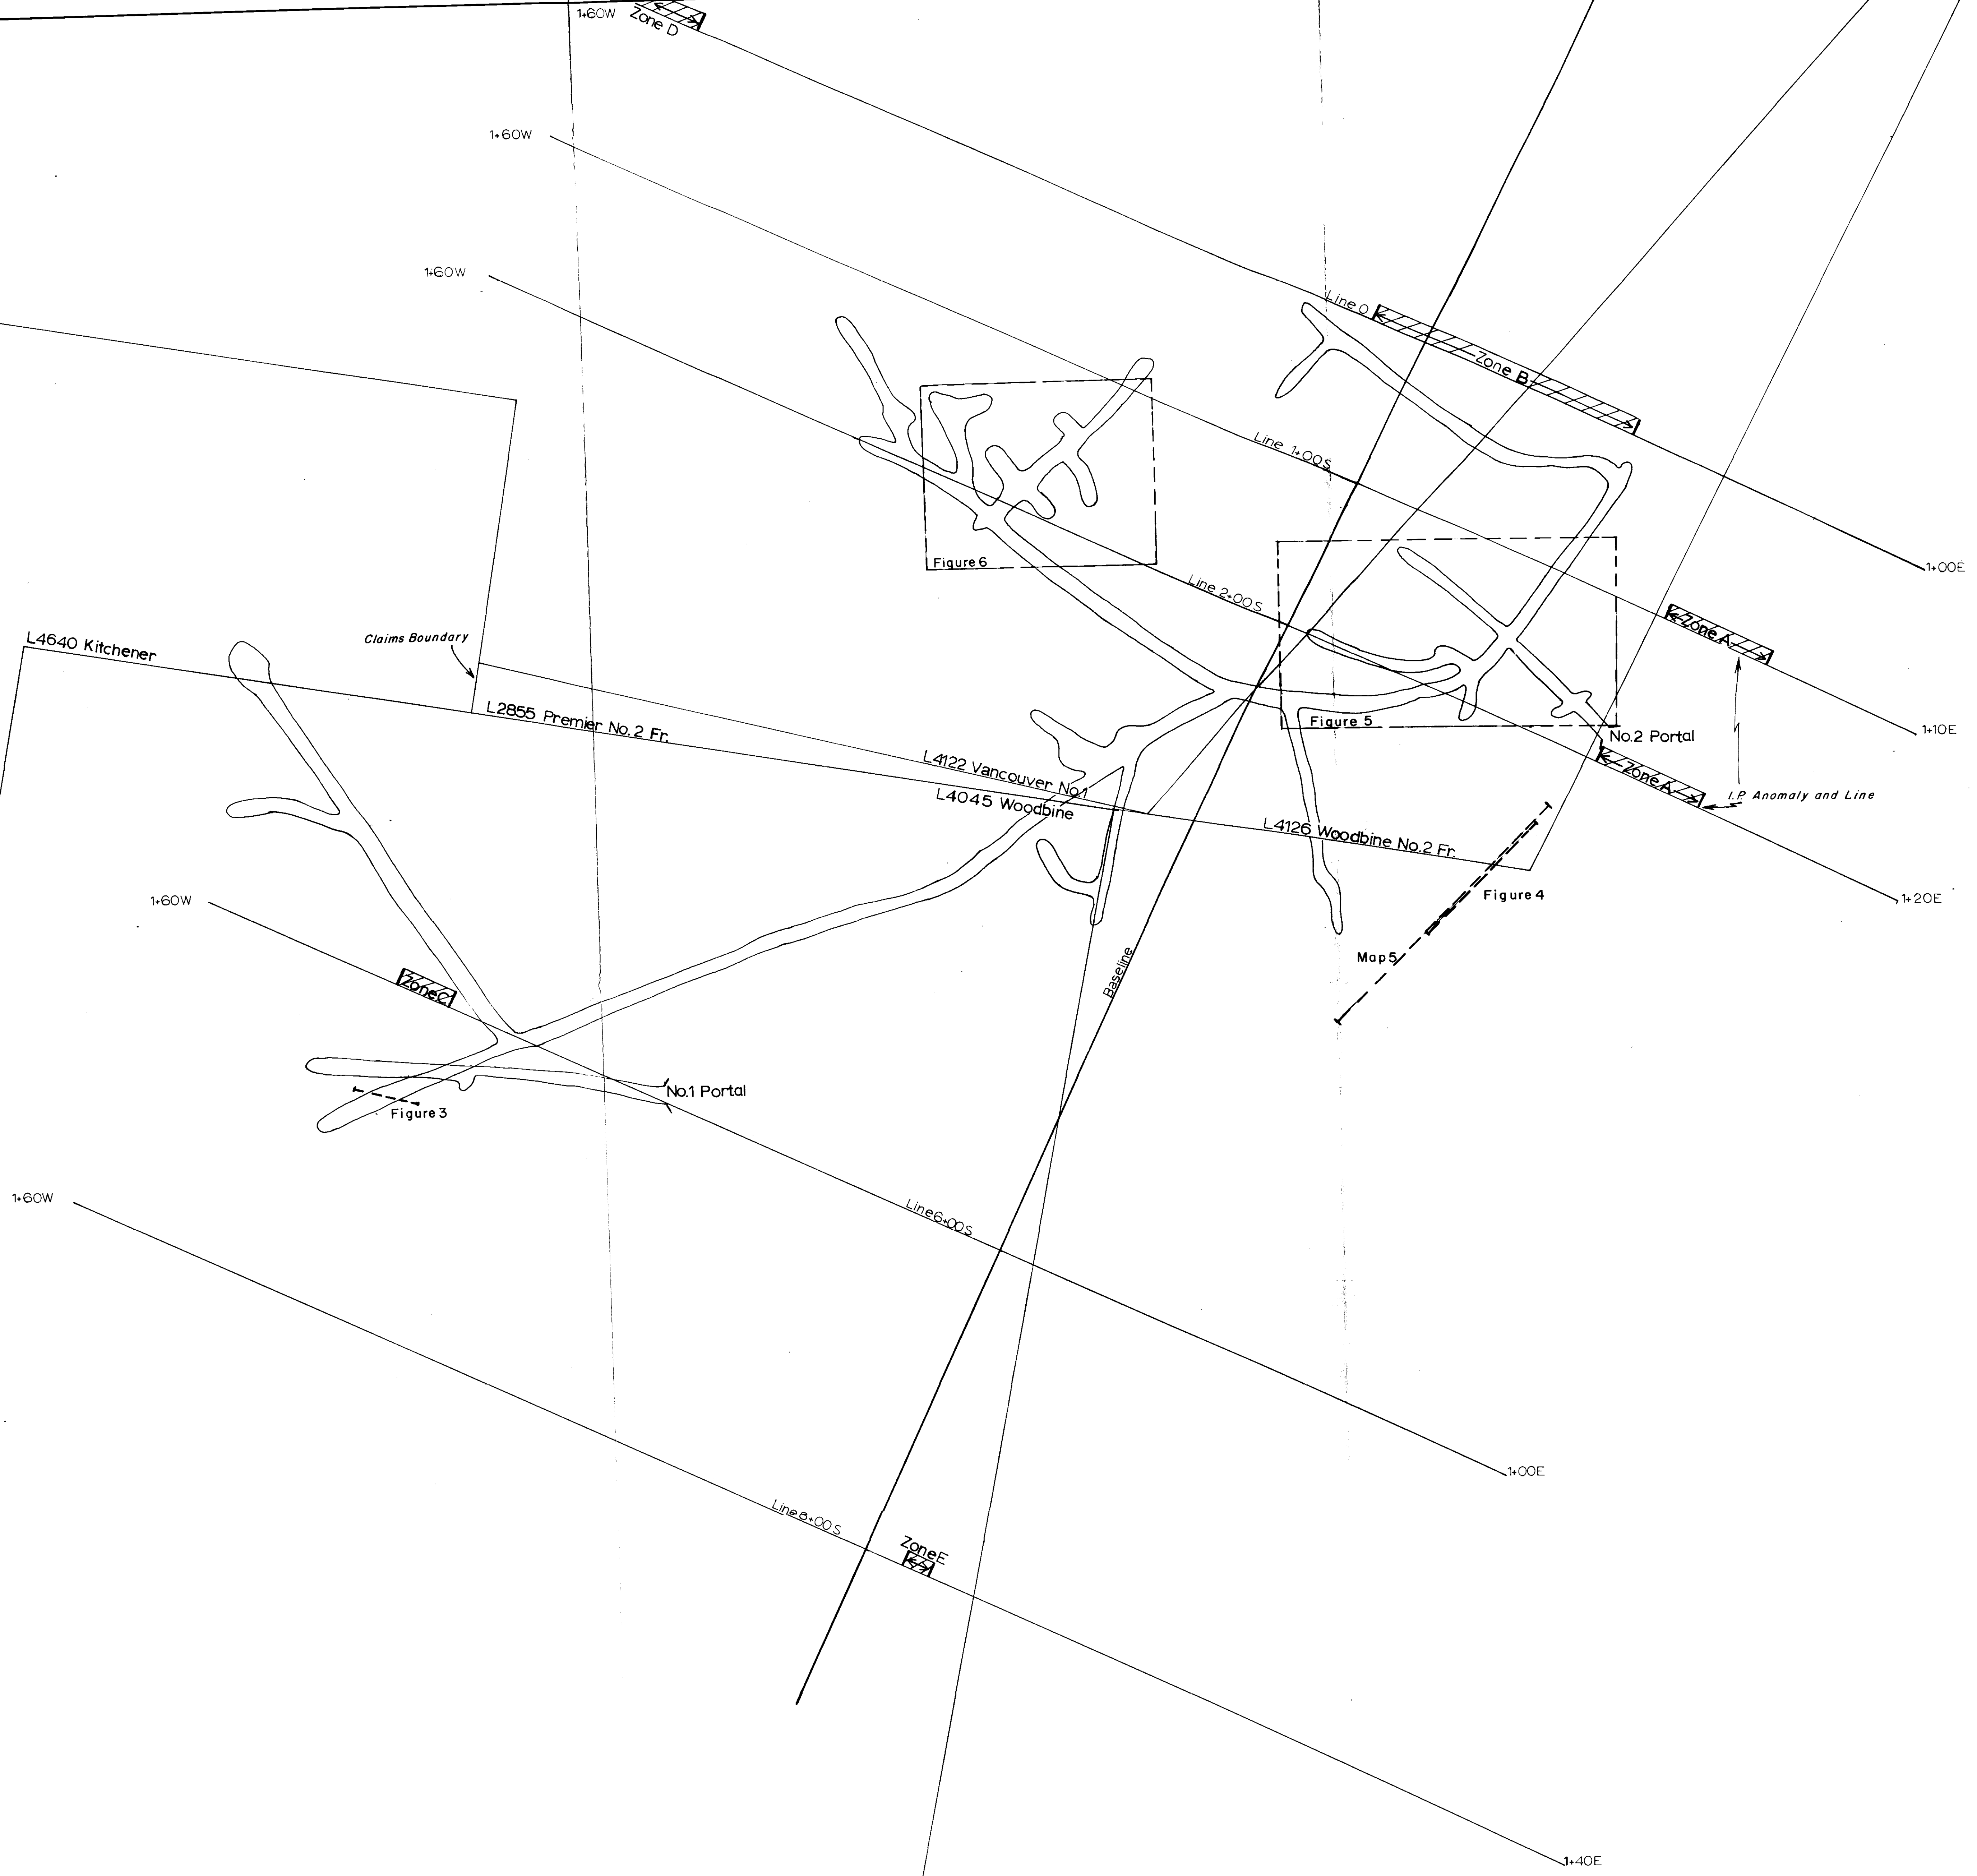 1+60W
Zone D
1+60W
1+60W
Line 0
Zone B
Line 1+00S
Figure 6
1+00E
Line 2+00S
Zone A
Claims Boundary
L4640 Kitchener
L2855 Premier No. 2 Fr.
Figure 5
No.2 Portal
1+10E
L4122 Vancouver No.1
L4045 Woodbine
Zone A
I.P. Anomaly and Line
L4126 Woodbine No.2 Fr.
Figure 4
1+20E
1+60W
Map 5
Baseline
Zone C
No.1 Portal
Figure 3
1+60W
Line 6+00S
1+00E
Line 8+00S
Zone E
1+40E